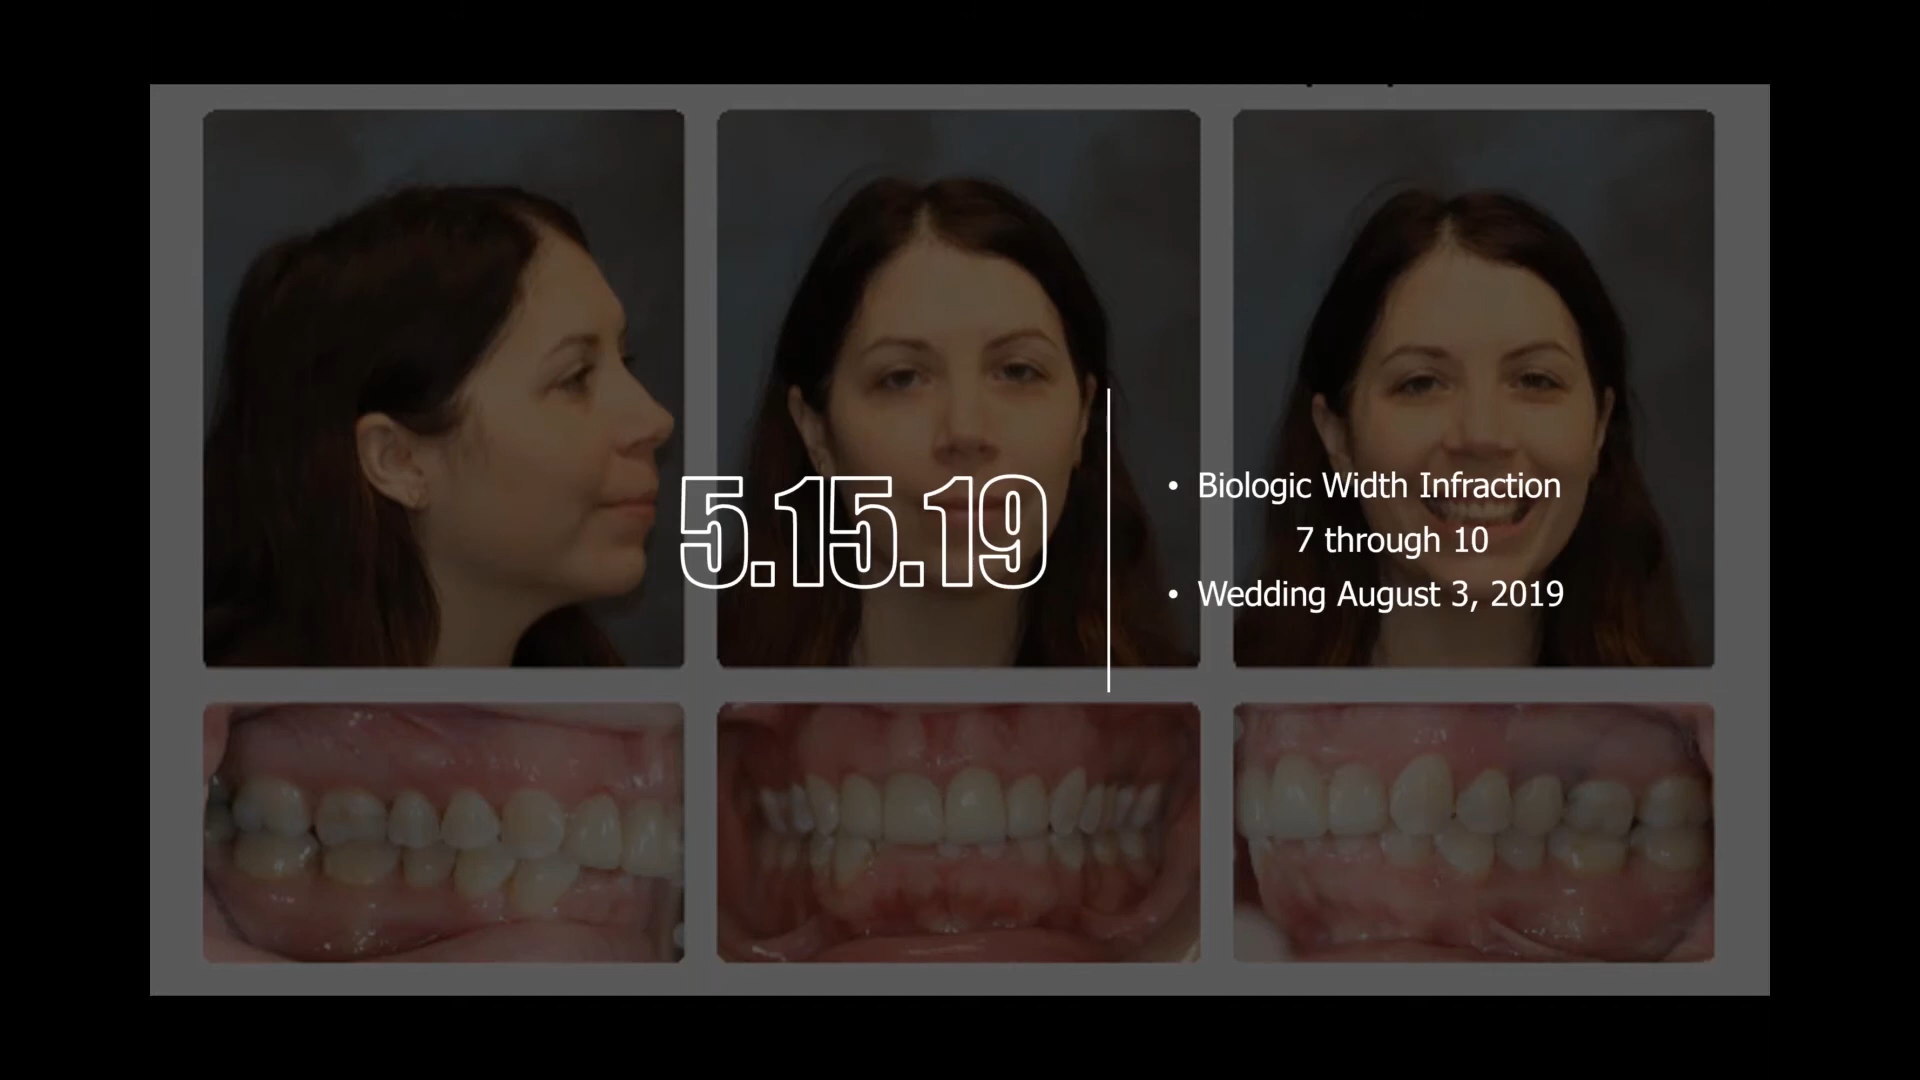 5.15.19
• Biologic Width Infraction
7 through 10
• Wedding August 3, 2019